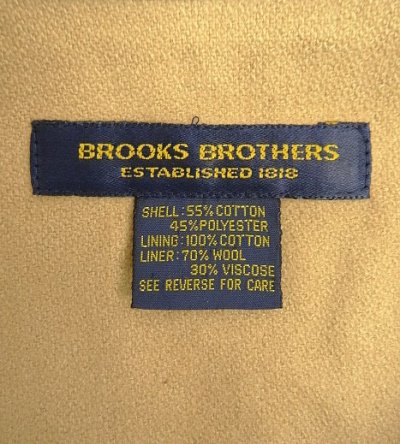 BROOKS BROTHERS
ESTABLISHED 1818
SHELL: 55% COTTON
45% POLYESTER
LINING: 100% COTTON
LINER: 70% WOOL
30% VISCOSE
SEE REVERSE FOR CARE